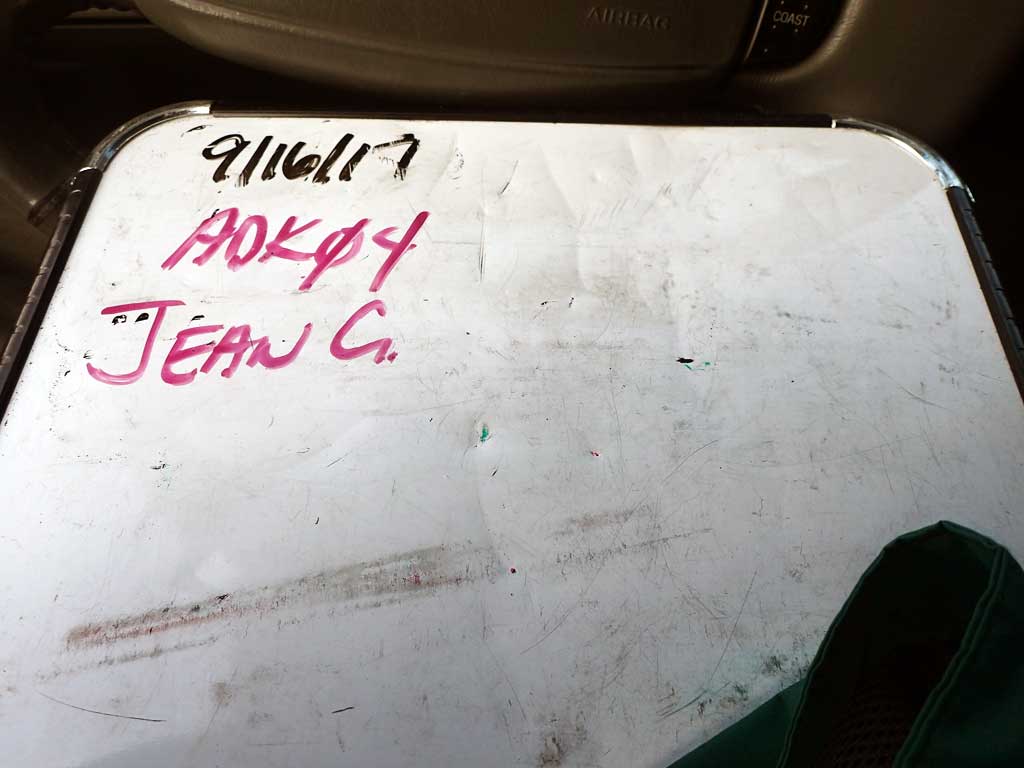 AIRBAG
COAST
9/16/17
ADKØ4
JEAN G.